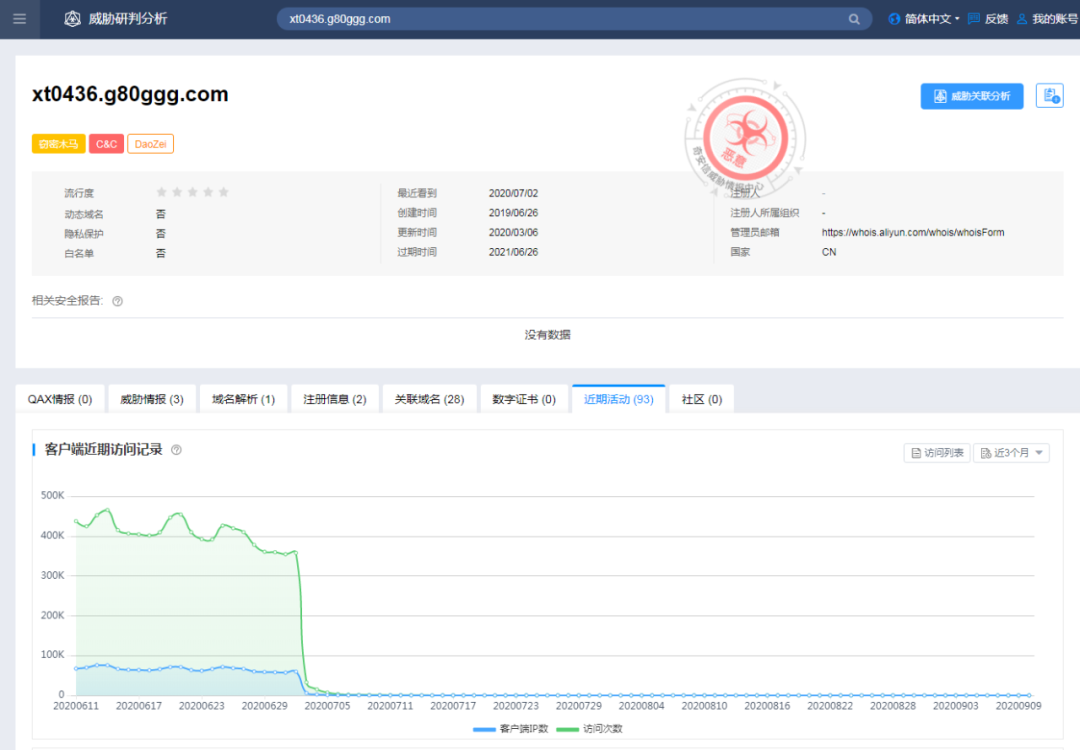 威胁研判分析 xt0436.g80ggg.com 简体中文 反馈 我的账号
xt0436.g80ggg.com
威胁关联分析
窃密木马 C&C DaoZei
恶意
奇安信威胁情报中心
流行度 最近看到 2020/07/02 注册人 -
动态域名 否 创建时间 2019/06/26 注册人所属组织 -
隐私保护 否 更新时间 2020/03/06 管理员邮箱 https://whois.aliyun.com/whois/whoisForm
白名单 否 过期时间 2021/06/26 国家 CN
相关安全报告: ?
没有数据
QAX情报 (0) 威胁情报 (3) 域名解析 (1) 注册信息 (2) 关联域名 (28) 数字证书 (0) 近期活动 (93) 社区 (0)
客户端近期访问记录 ? 访问列表 近3个月
500K
400K
300K
200K
100K
0
20200611 20200617 20200623 20200629 20200705 20200711 20200717 20200723 20200729 20200804 20200810 20200816 20200822 20200828 20200903 20200909
客户端IP数 访问次数